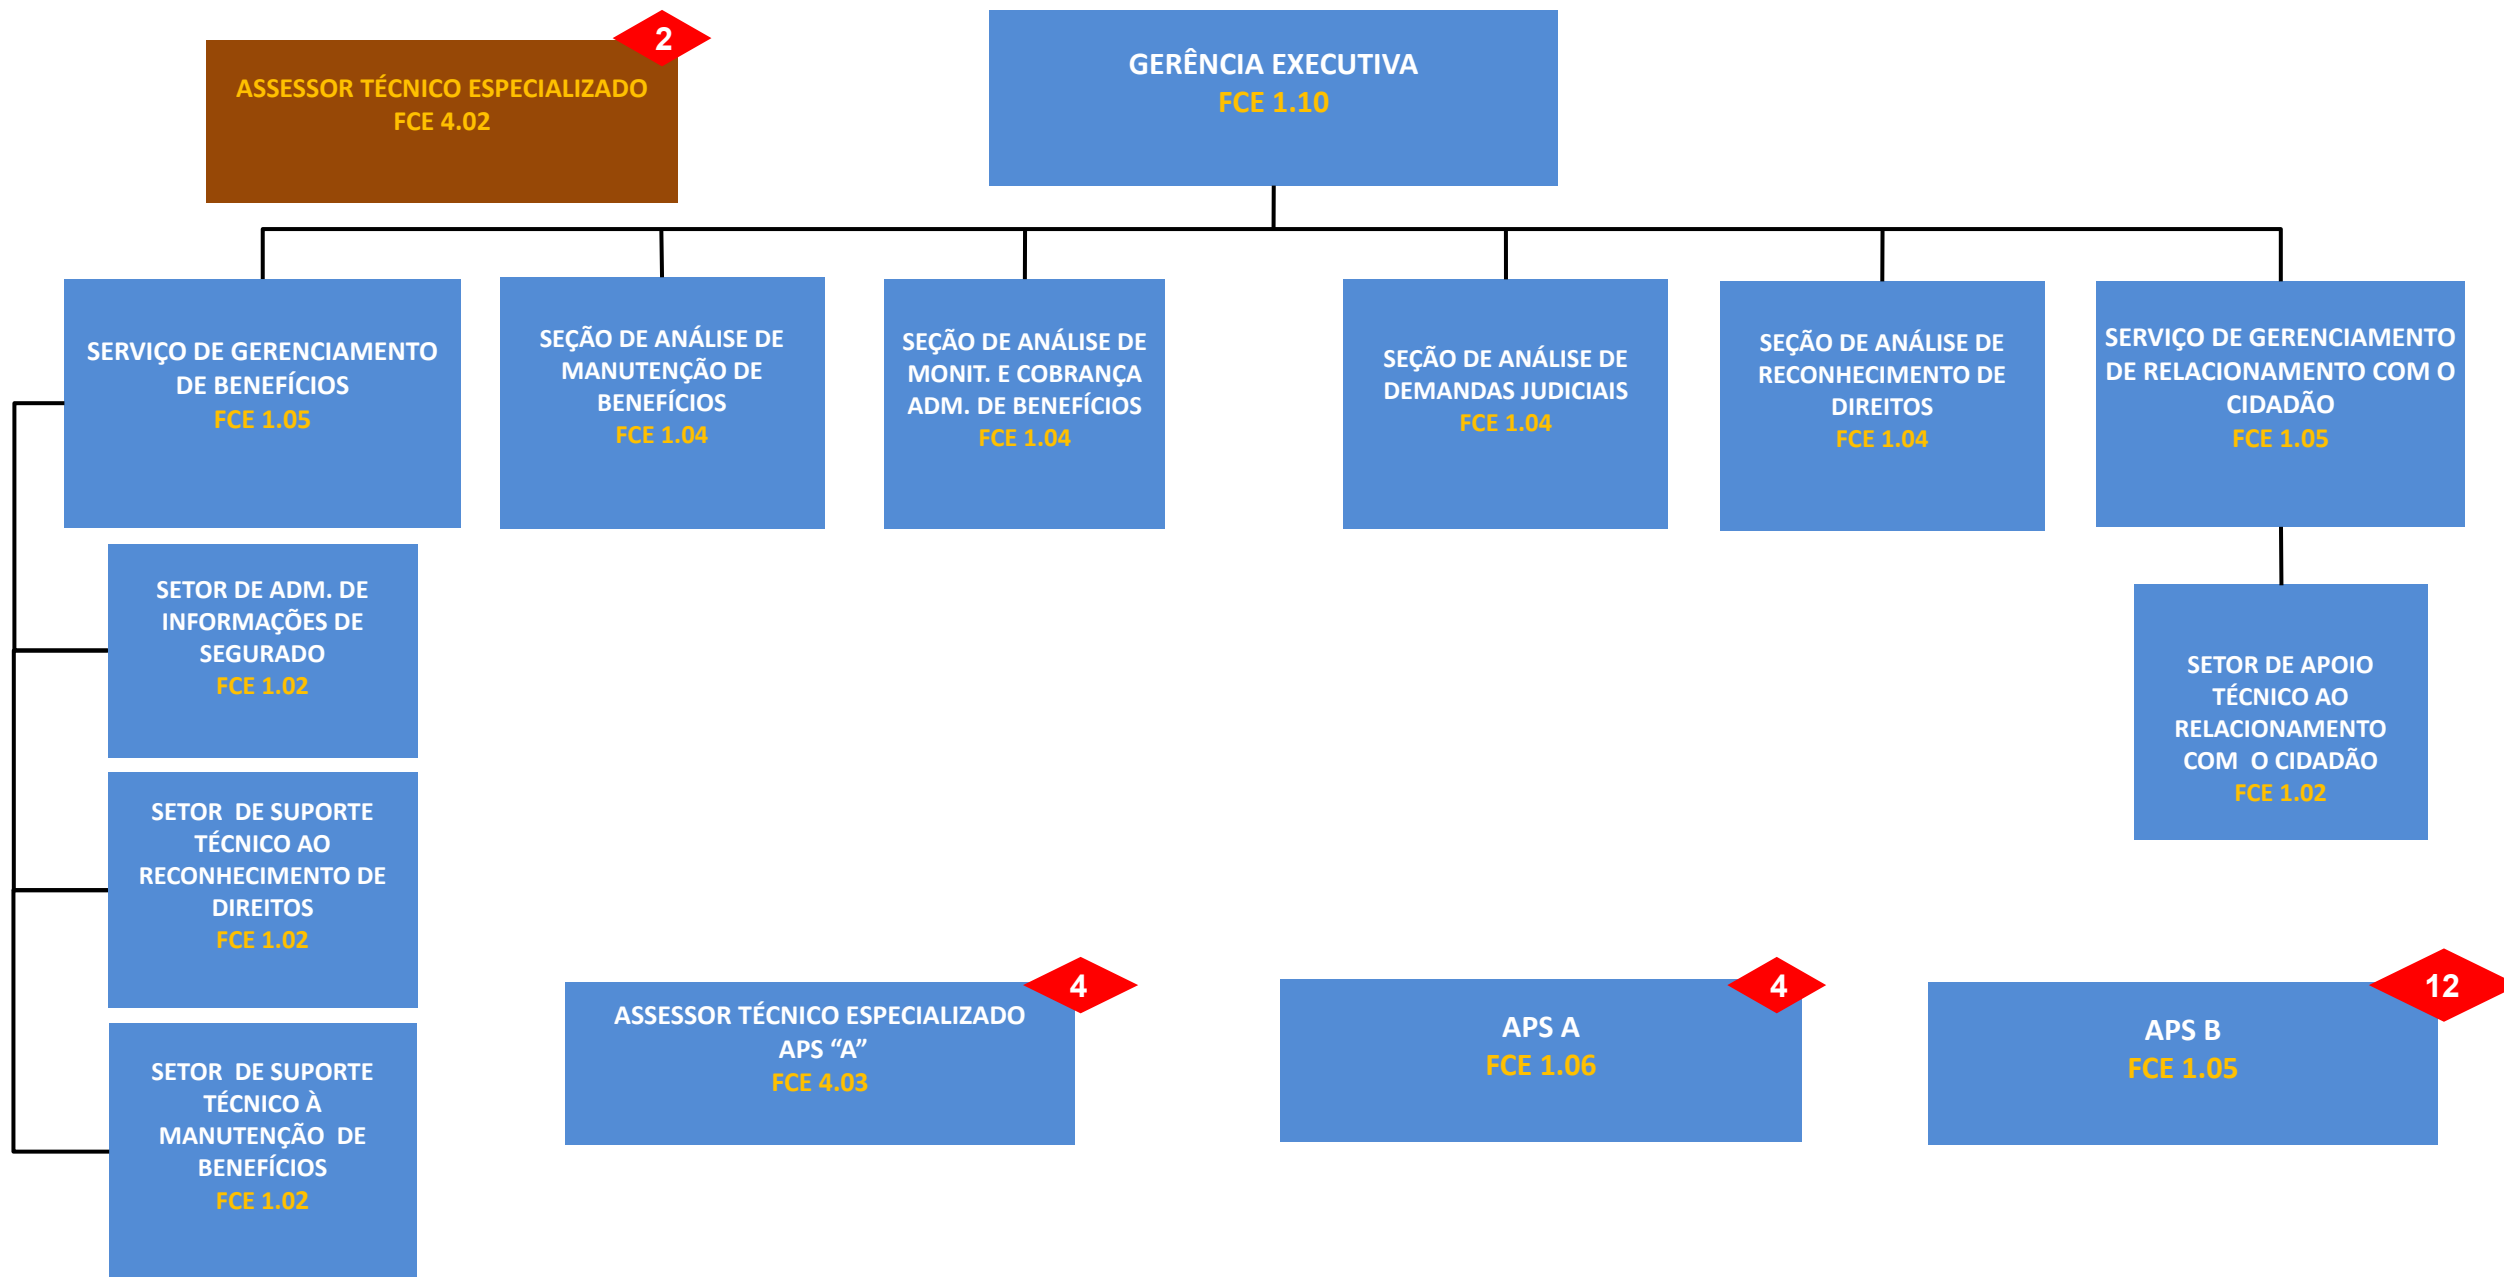 2
ASSESSOR TÉCNICO ESPECIALIZADO
FCE 4.02
GERÊNCIA EXECUTIVA
FCE 1.10
SERVIÇO DE GERENCIAMENTO
DE BENEFÍCIOS
FCE 1.05
SEÇÃO DE ANÁLISE DE
MANUTENÇÃO DE
BENEFÍCIOS
FCE 1.04
SEÇÃO DE ANÁLISE DE
MONIT. E COBRANÇA
ADM. DE BENEFÍCIOS
FCE 1.04
SEÇÃO DE ANÁLISE DE
DEMANDAS JUDICIAIS
FCE 1.04
SEÇÃO DE ANÁLISE DE
RECONHECIMENTO DE
DIREITOS
FCE 1.04
SERVIÇO DE GERENCIAMENTO
DE RELACIONAMENTO COM O
CIDADÃO
FCE 1.05
SETOR DE ADM. DE
INFORMAÇÕES DE
SEGURADO
FCE 1.02
SETOR DE APOIO
TÉCNICO AO
RELACIONAMENTO
COM O CIDADÃO
FCE 1.02
SETOR DE SUPORTE
TÉCNICO AO
RECONHECIMENTO DE
DIREITOS
FCE 1.02
SETOR DE SUPORTE
TÉCNICO À
MANUTENÇÃO DE
BENEFÍCIOS
FCE 1.02
4
ASSESSOR TÉCNICO ESPECIALIZADO
APS “A”
FCE 4.03
4
APS A
FCE 1.06
12
APS B
FCE 1.05